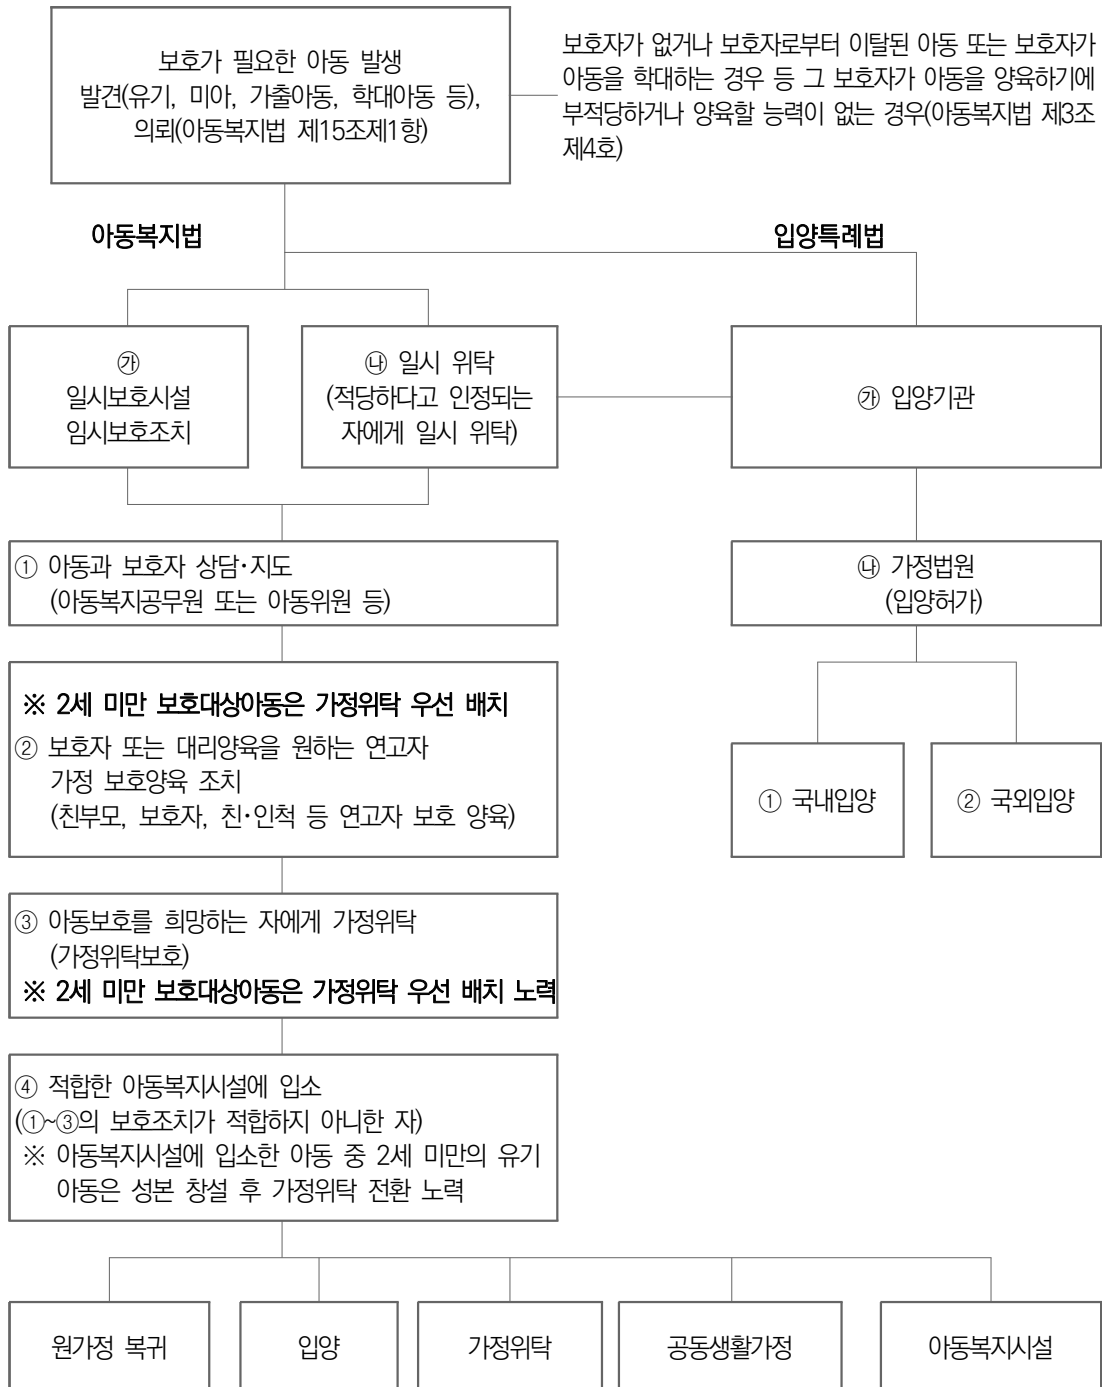 보호가 필요한 아동 발생
발견(유기, 미아, 가출아동, 학대아동 등),
의뢰(아동복지법 제15조제1항)
보호자가 없거나 보호자로부터 이탈된 아동 또는 보호자가
아동을 학대하는 경우 등 그 보호자가 아동을 양육하기에
부적당하거나 양육할 능력이 없는 경우(아동복지법 제3조
제4호)
아동복지법
입양특례법
㉮
일시보호시설
임시보호조치
㉯ 일시 위탁
(적당하다고 인정되는
자에게 일시 위탁)
㉮ 입양기관
① 아동과 보호자 상담·지도
(아동복지공무원 또는 아동위원 등)
㉯ 가정법원
(입양허가)
※ 2세 미만 보호대상아동은 가정위탁 우선 배치
② 보호자 또는 대리양육을 원하는 연고자
가정 보호양육 조치
(친부모, 보호자, 친·인척 등 연고자 보호 양육)
① 국내입양
② 국외입양
③ 아동보호를 희망하는 자에게 가정위탁
(가정위탁보호)
※ 2세 미만 보호대상아동은 가정위탁 우선 배치 노력
④ 적합한 아동복지시설에 입소
(①~③의 보호조치가 적합하지 아니한 자)
※ 아동복지시설에 입소한 아동 중 2세 미만의 유기
아동은 성본 창설 후 가정위탁 전환 노력
원가정 복귀
입양
가정위탁
공동생활가정
아동복지시설